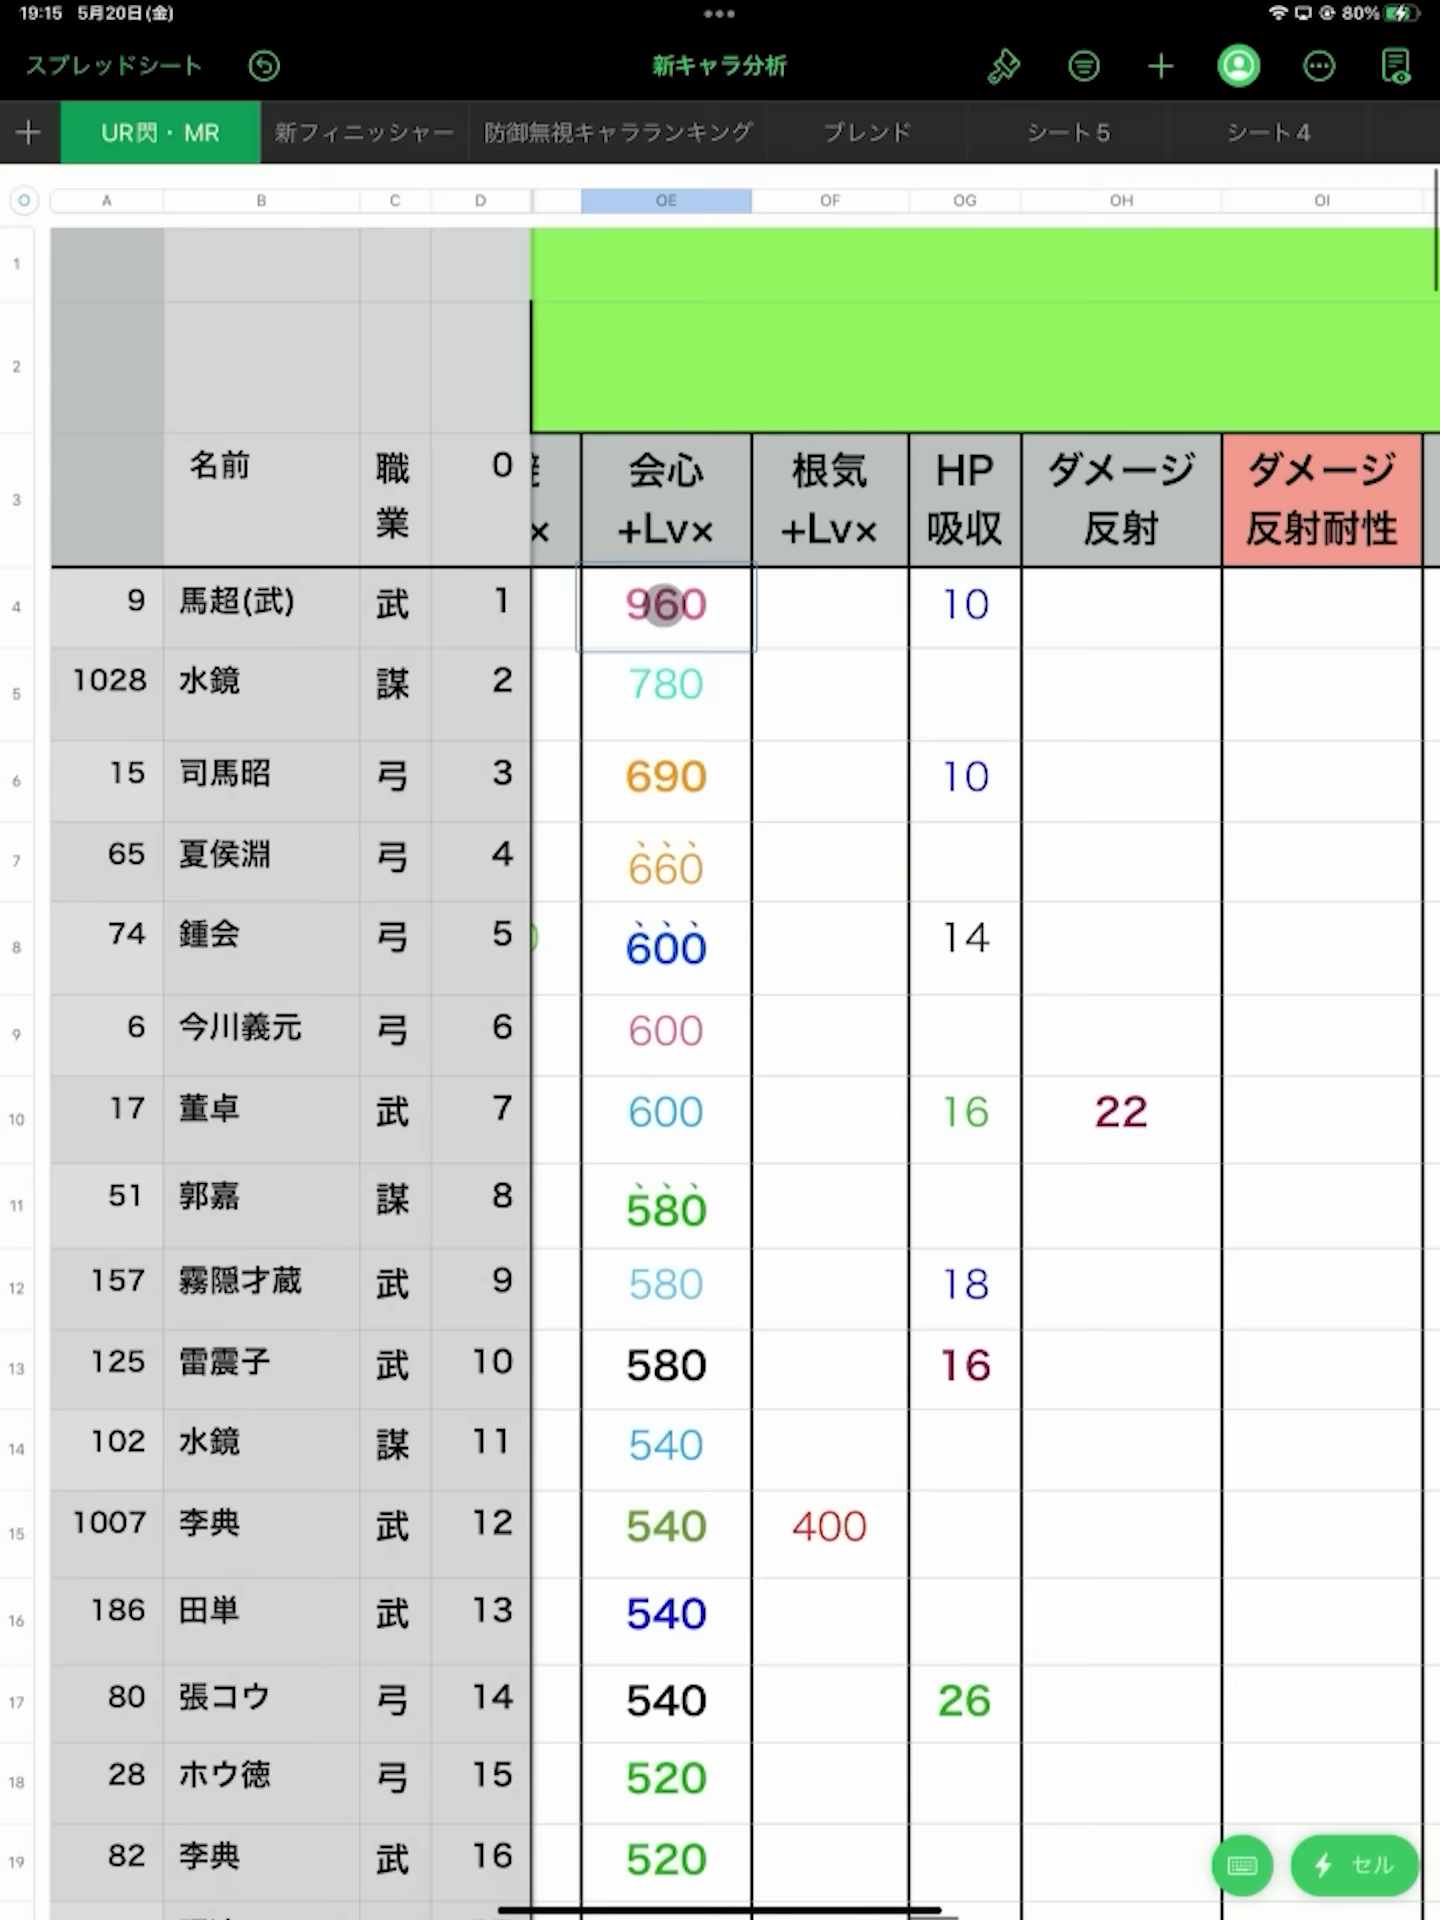 19:15 5月20日(金)
80%
スプレッドシート
新キャラ分析
UR閃・MR 新フィニッシャー 防御無視キャラランキング ブレンド シート5 シート4
A B C D OE OF OG OH OI
1
2
3 名前 職業 0 × 会心+Lv× 根気+Lv× HP吸収 ダメージ反射 ダメージ反射耐性
4 9 馬超(武) 武 1 960 10
5 1028 水鏡 謀 2 780
6 15 司馬昭 弓 3 690 10
7 65 夏侯淵 弓 4 660
8 74 鍾会 弓 5 600 14
9 6 今川義元 弓 6 600
10 17 董卓 武 7 600 16 22
11 51 郭嘉 謀 8 580
12 157 霧隠才蔵 武 9 580 18
13 125 雷震子 武 10 580 16
14 102 水鏡 謀 11 540
15 1007 李典 武 12 540 400
16 186 田単 武 13 540
17 80 張コウ 弓 14 540 26
18 28 ホウ徳 弓 15 520
19 82 李典 武 16 520
セル